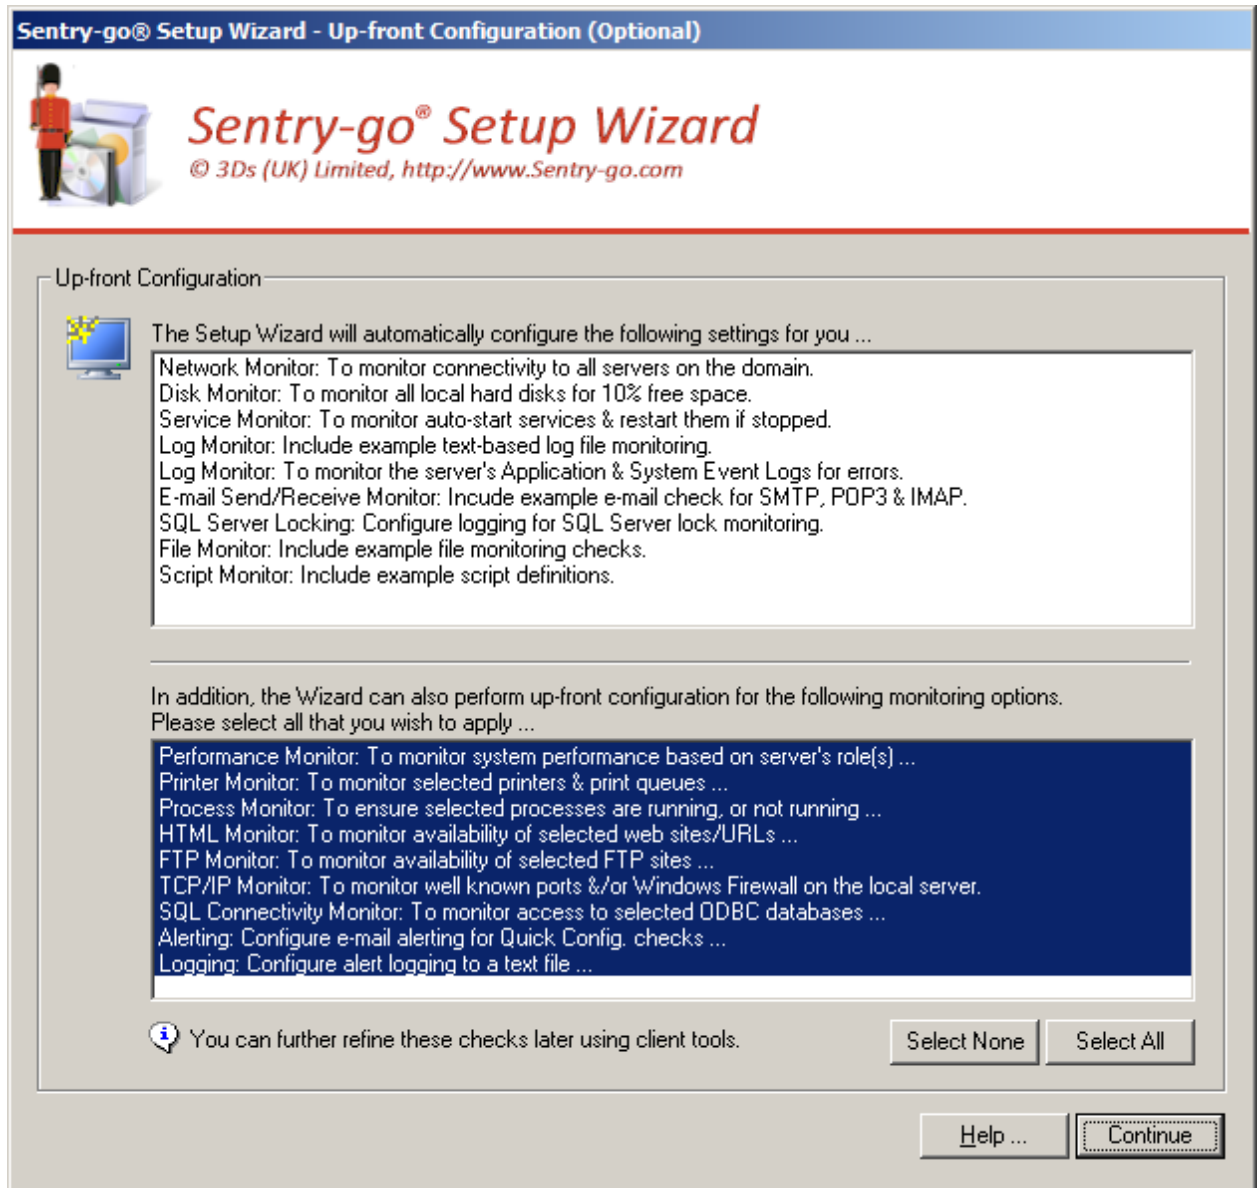 Sentry-go® Setup Wizard - Up-front Configuration (Optional)
Sentry-go® Setup Wizard
© 3Ds (UK) Limited, http://www.Sentry-go.com
Up-front Configuration
The Setup Wizard will automatically configure the following settings for you ...
Network Monitor: To monitor connectivity to all servers on the domain.
Disk Monitor: To monitor all local hard disks for 10% free space.
Service Monitor: To monitor auto-start services & restart them if stopped.
Log Monitor: Include example text-based log file monitoring.
Log Monitor: To monitor the server's Application & System Event Logs for errors.
E-mail Send/Receive Monitor: Incude example e-mail check for SMTP, POP3 & IMAP.
SQL Server Locking: Configure logging for SQL Server lock monitoring.
File Monitor: Include example file monitoring checks.
Script Monitor: Include example script definitions.
In addition, the Wizard can also perform up-front configuration for the following monitoring options.
Please select all that you wish to apply ...
Performance Monitor: To monitor system performance based on server's role(s) ...
Printer Monitor: To monitor selected printers & print queues ...
Process Monitor: To ensure selected processes are running, or not running ...
HTML Monitor: To monitor availability of selected web sites/URLs ...
FTP Monitor: To monitor availability of selected FTP sites ...
TCP/IP Monitor: To monitor well known ports &/or Windows Firewall on the local server.
SQL Connectivity Monitor: To monitor access to selected ODBC databases ...
Alerting: Configure e-mail alerting for Quick Config. checks ...
Logging: Configure alert logging to a text file ...
You can further refine these checks later using client tools.
Select None
Select All
Help ...
Continue